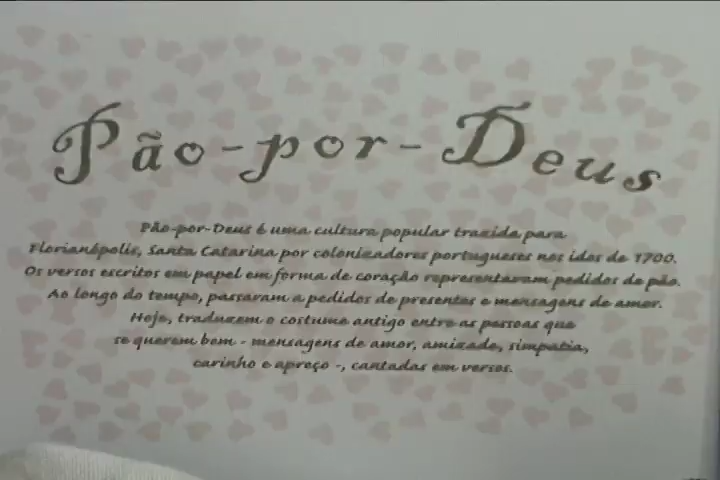 Pão-por-Deus
Pão-por-Deus é uma cultura popular trazida para
Florianópolis, Santa Catarina por colonizadores portugueses nos idos de 1700.
Os versos escritos em papel em forma de coração representavam pedidos de pão.
Ao longo do tempo, passaram a pedidos de presentes e mensagens de amor.
Hoje, traduzem o costume antigo entre as pessoas que
se querem bem - mensagens de amor, amizade, simpatia,
carinho e apreço -, cantadas em versos.